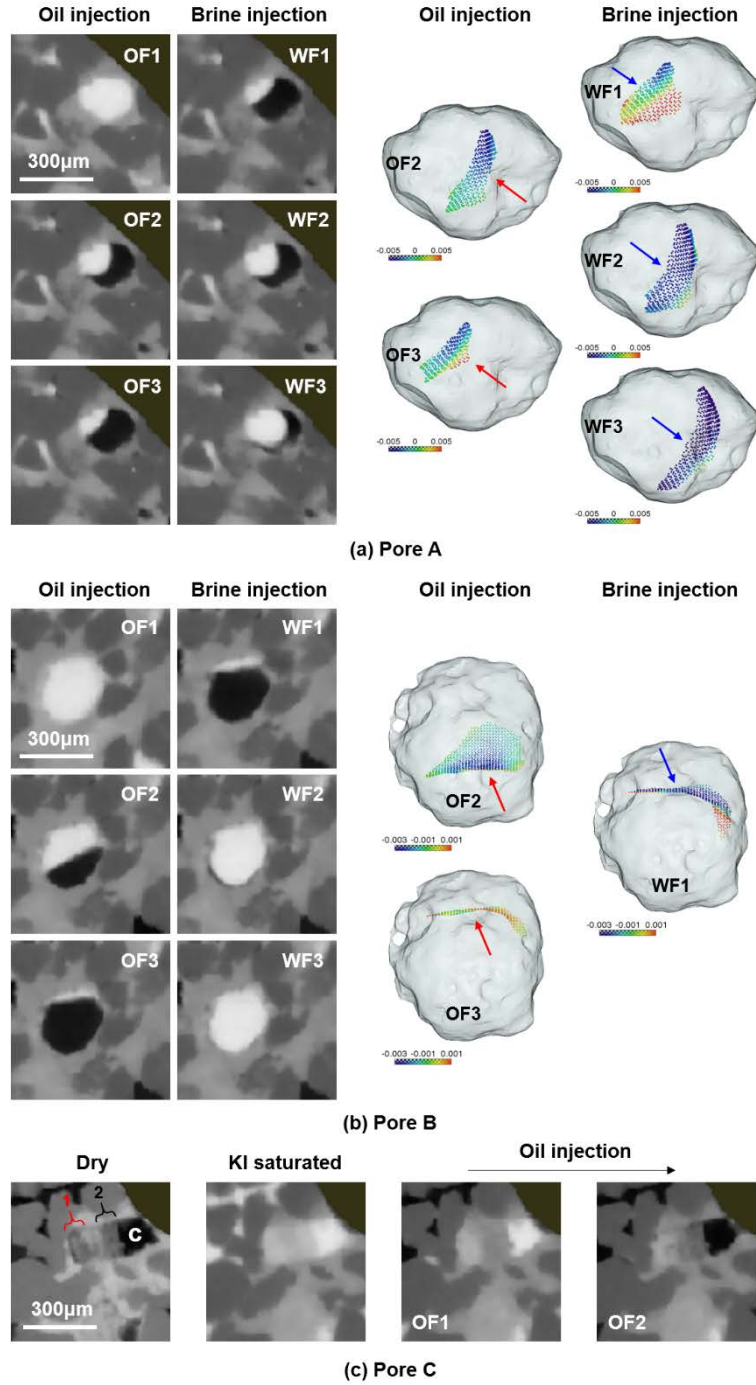 Oil injection
Brine injection
Oil injection
Brine injection
OF1
WF1
300µm
OF2
WF2
OF3
WF3
OF2
-0.005 0 0.005
OF3
-0.005 0 0.005
WF1
-0.005 0 0.005
WF2
-0.005 0 0.005
WF3
-0.005 0 0.005
(a) Pore A
Oil injection
Brine injection
Oil injection
Brine injection
OF1
WF1
300µm
OF2
WF2
OF3
WF3
OF2
-0.003 -0.001 0.001
OF3
-0.003 -0.001 0.001
WF1
-0.003 -0.001 0.001
(b) Pore B
Dry
KI saturated
Oil injection
1
2
C
300µm
OF1
OF2
(c) Pore C